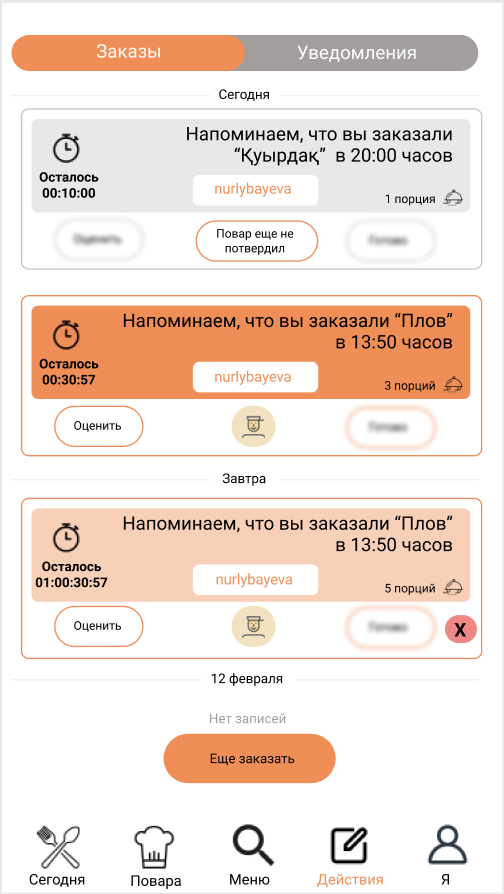 Заказы
Уведомления
Сегодня
Напоминаем, что вы заказали
“Қуырдақ” в 20:00 часов
Осталось
00:10:00
nurlybayeva
1 порция
Оценить
Повар еще не
потвердил
Готово
Напоминаем, что вы заказали “Плов”
в 13:50 часов
Осталось
00:30:57
nurlybayeva
3 порций
Оценить
Готово
Завтра
Напоминаем, что вы заказали “Плов”
в 13:50 часов
Осталось
01:00:30:57
nurlybayeva
5 порций
Оценить
Готово
X
12 февраля
Нет записей
Еще заказать
Сегодня
Повара
Меню
Действия
Я